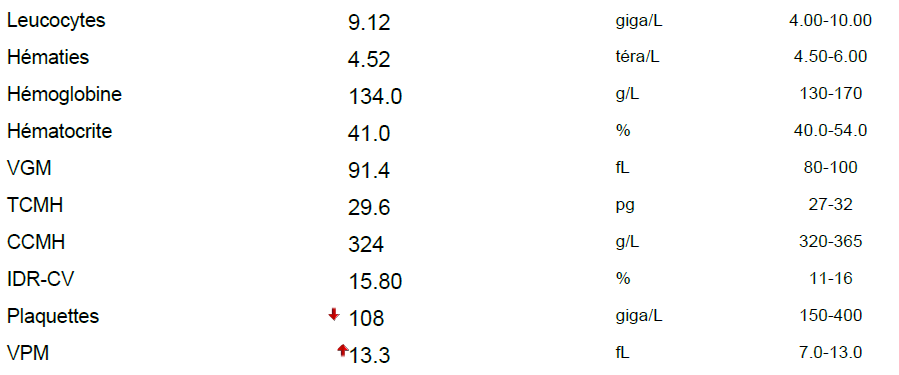 Leucocytes 9.12 giga/L 4.00-10.00
Hématies 4.52 téra/L 4.50-6.00
Hémoglobine 134.0 g/L 130-170
Hématocrite 41.0 % 40.0-54.0
VGM 91.4 fL 80-100
TCMH 29.6 pg 27-32
CCMH 324 g/L 320-365
IDR-CV 15.80 % 11-16
Plaquettes 108 giga/L 150-400
VPM 13.3 fL 7.0-13.0